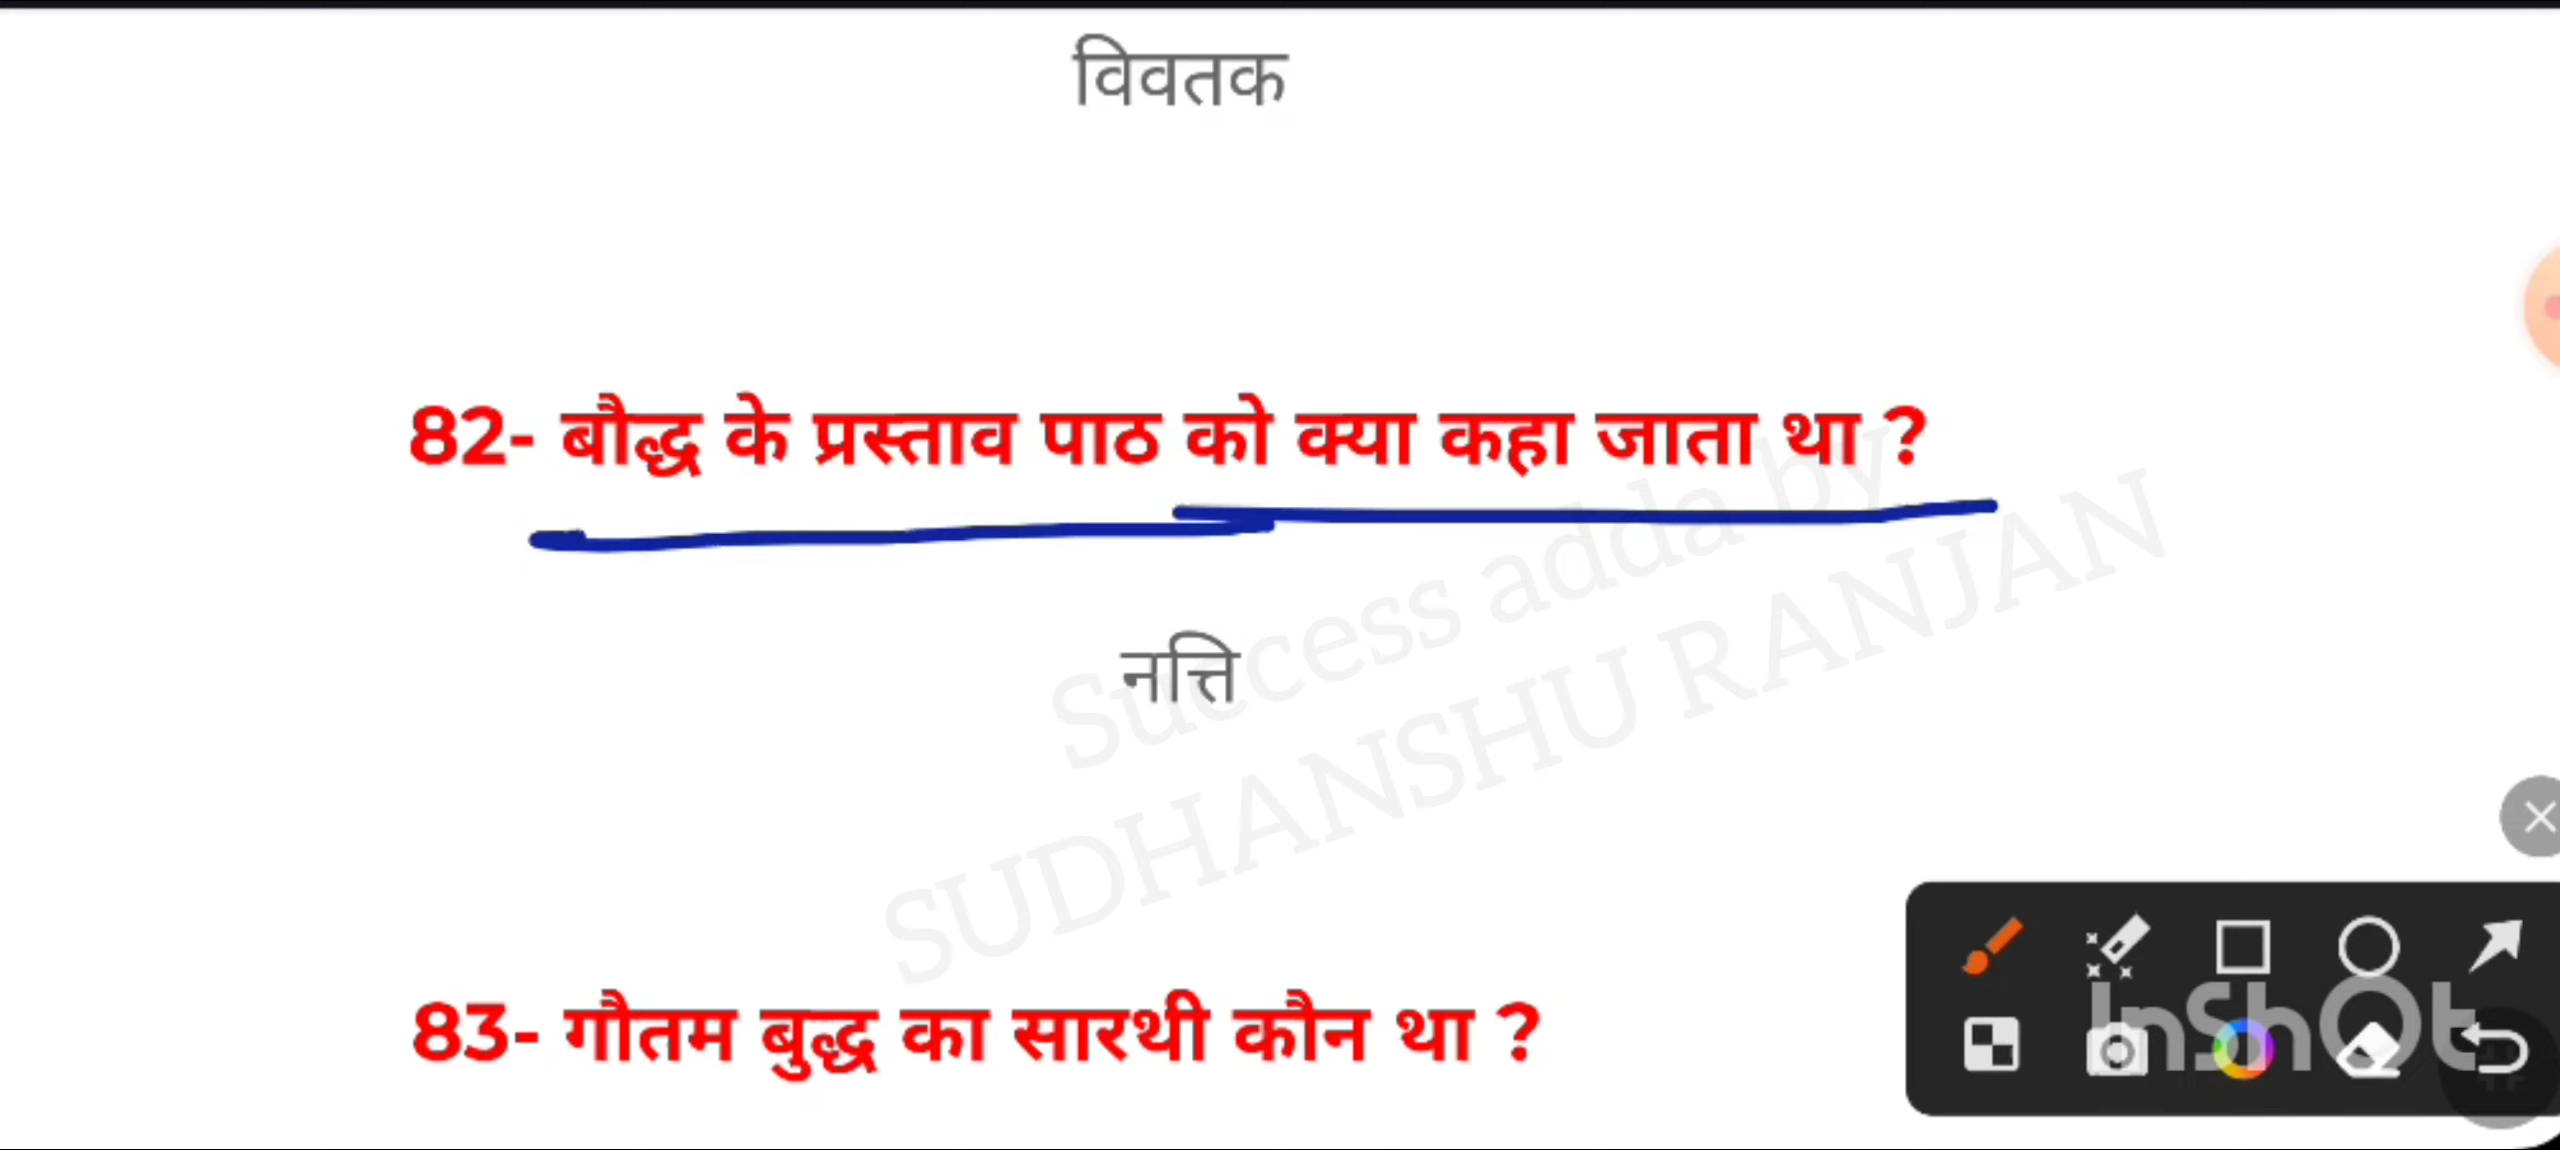 विवतक
82- बौद्ध के प्रस्ताव पाठ को क्या कहा जाता था ?
नत्ति
Success adda by
SUDHANSHU RANJAN
83- गौतम बुद्ध का सारथी कौन था ?
InShOt